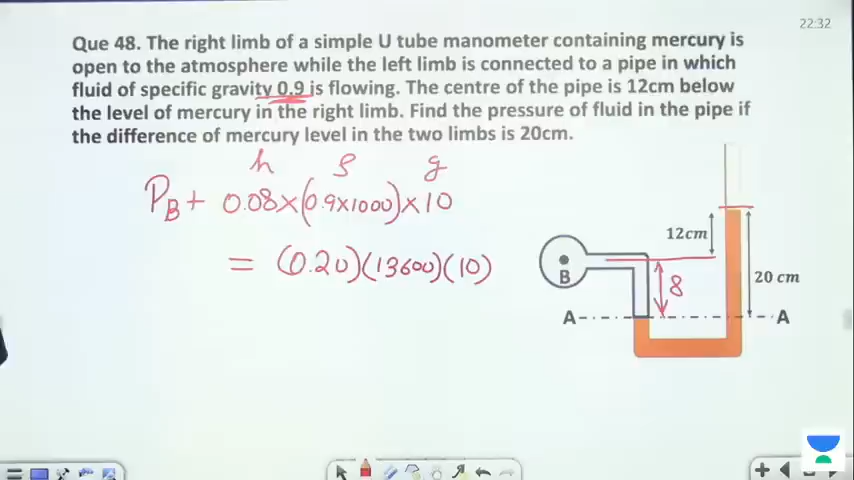 22:32
Que 48. The right limb of a simple U tube manometer containing mercury is
open to the atmosphere while the left limb is connected to a pipe in which
fluid of specific gravity 0.9 is flowing. The centre of the pipe is 12cm below
the level of mercury in the right limb. Find the pressure of fluid in the pipe if
the difference of mercury level in the two limbs is 20cm.
h ρ g
P_B + 0.08×(0.9×1000)×10
= (0.20)(13600)(10)
12cm
B
8
20 cm
A
A